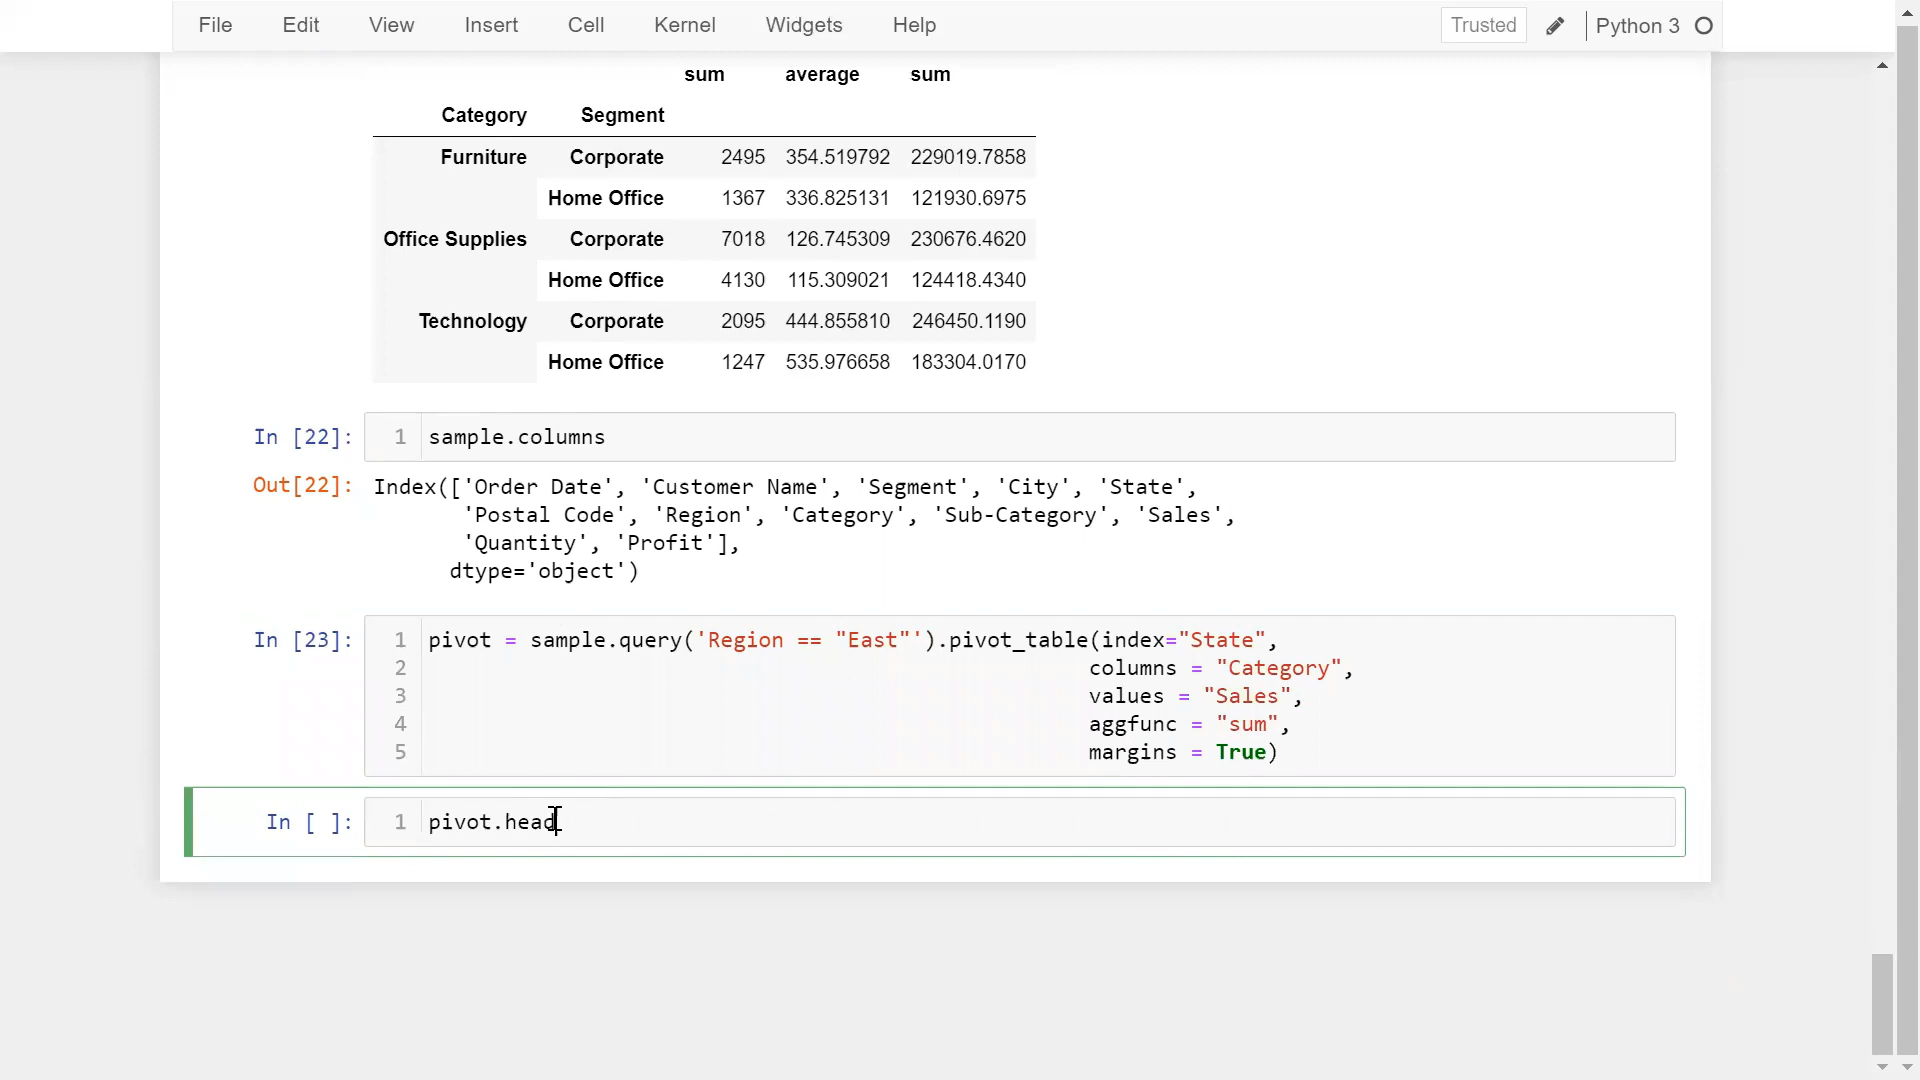 File Edit View Insert Cell Kernel Widgets Help Trusted Python 3
sum average sum
Category Segment
Furniture Corporate 2495 354.519792 229019.7858
Home Office 1367 336.825131 121930.6975
Office Supplies Corporate 7018 126.745309 230676.4620
Home Office 4130 115.309021 124418.4340
Technology Corporate 2095 444.855810 246450.1190
Home Office 1247 535.976658 183304.0170
In [22]: 1 sample.columns
Out[22]: Index(['Order Date', 'Customer Name', 'Segment', 'City', 'State',
'Postal Code', 'Region', 'Category', 'Sub-Category', 'Sales',
'Quantity', 'Profit'],
dtype='object')
In [23]: 1 pivot = sample.query('Region == "East"').pivot_table(index="State",
2 columns = "Category",
3 values = "Sales",
4 aggfunc = "sum",
5 margins = True)
In [ ]: 1 pivot.head